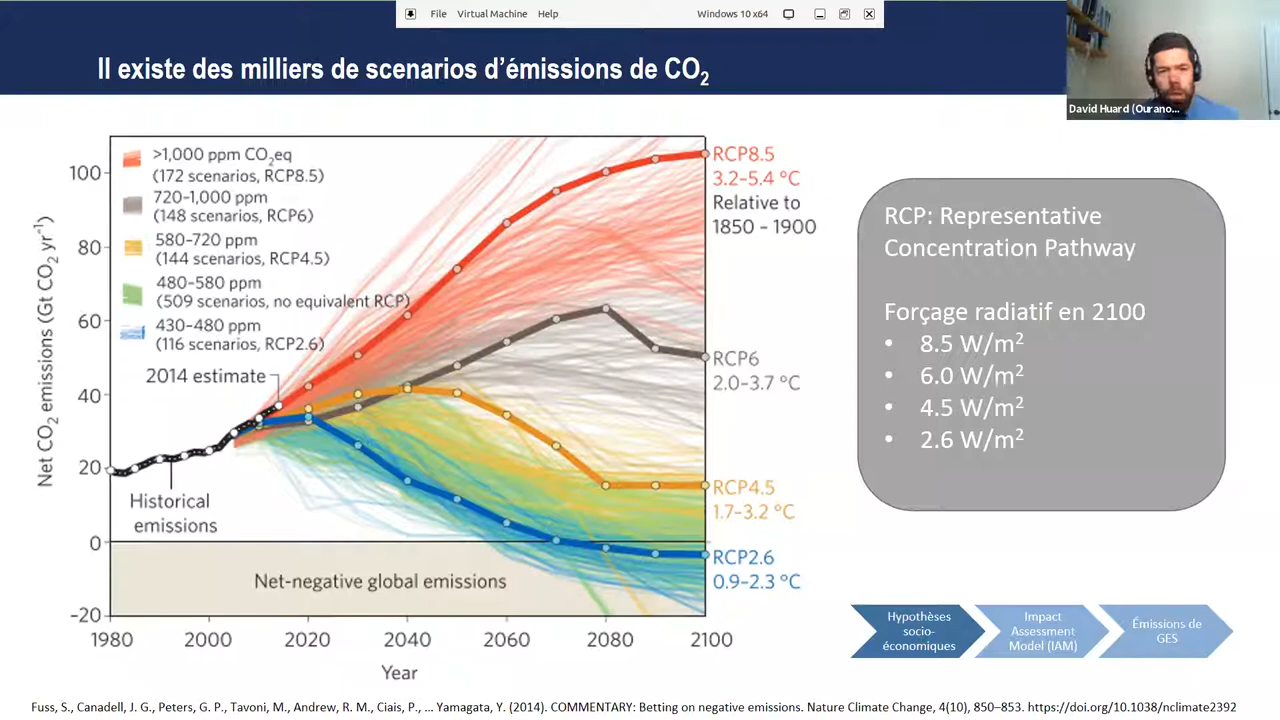 File Virtual Machine Help
Windows 10 x64
Il existe des milliers de scenarios d'émissions de CO₂
David Huard (Ourano...
>1,000 ppm CO₂eq
(172 scenarios, RCP8.5)
720–1,000 ppm
(148 scenarios, RCP6)
580–720 ppm
(144 scenarios, RCP4.5)
480–580 ppm
(509 scenarios, no equivalent RCP)
430–480 ppm
(116 scenarios, RCP2.6)
2014 estimate
Historical
emissions
Net-negative global emissions
Net CO₂ emissions (Gt CO₂ yr⁻¹)
100
80
60
40
20
0
-20
1980
2000
2020
2040
2060
2080
2100
Year
RCP8.5
3.2–5.4 °C
Relative to
1850 – 1900
RCP6
2.0–3.7 °C
RCP4.5
1.7–3.2 °C
RCP2.6
0.9–2.3 °C
RCP: Representative
Concentration Pathway
Forçage radiatif en 2100
• 8.5 W/m²
• 6.0 W/m²
• 4.5 W/m²
• 2.6 W/m²
Hypothèses
socio-
économiques
Impact
Assessment
Model (IAM)
Émissions de
GES
Fuss, S., Canadell, J. G., Peters, G. P., Tavoni, M., Andrew, R. M., Ciais, P., … Yamagata, Y. (2014). COMMENTARY: Betting on negative emissions. Nature Climate Change, 4(10), 850–853. https://doi.org/10.1038/nclimate2392